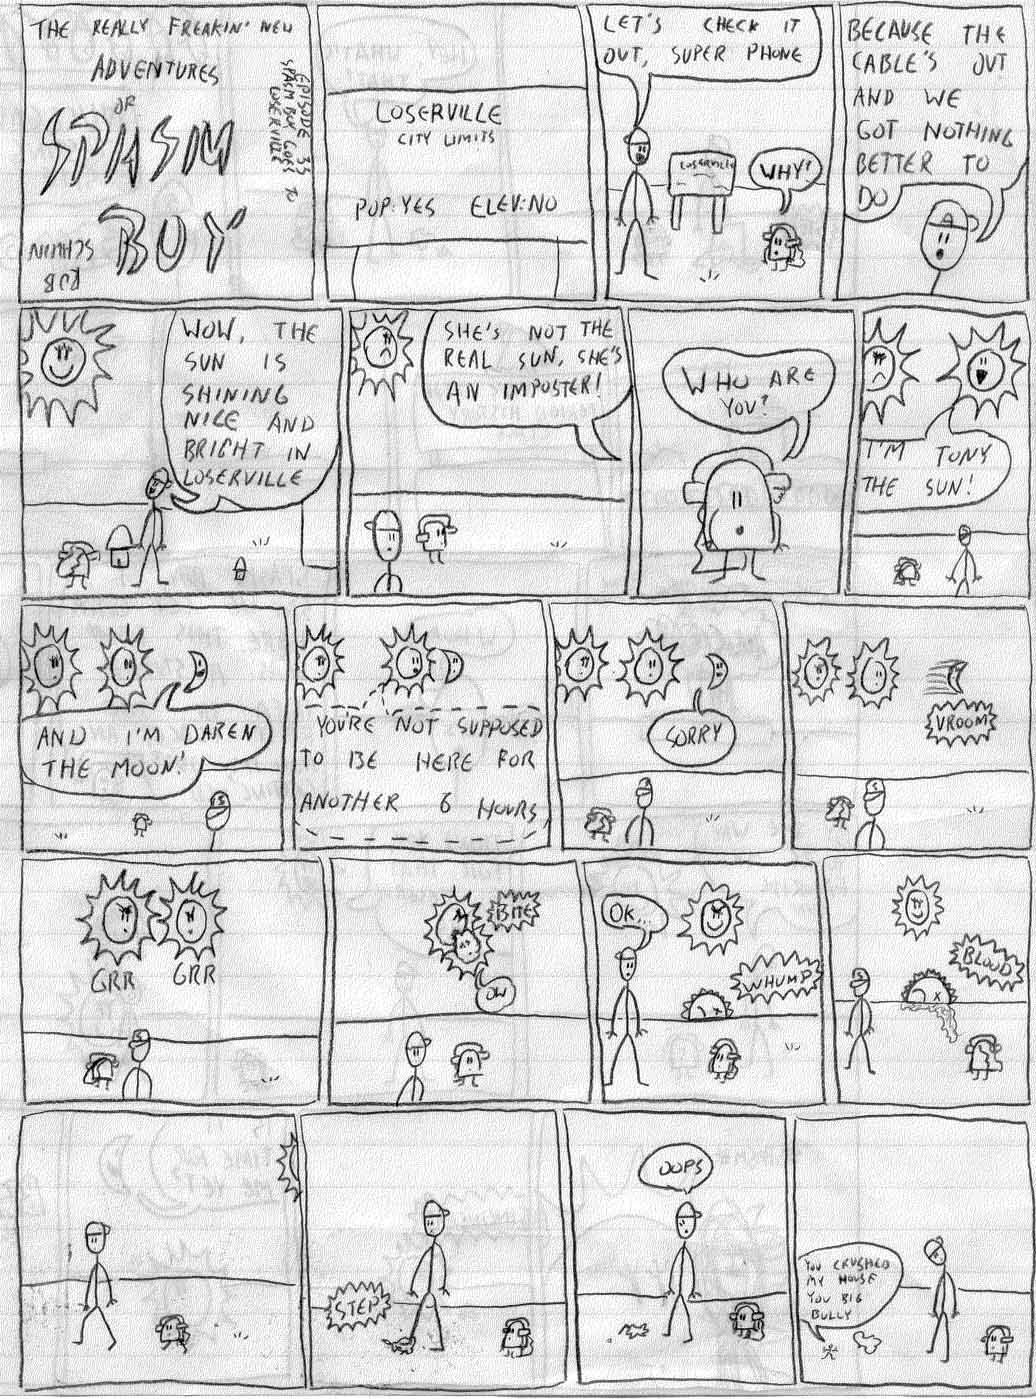 THE REALLY FREAKIN' NEW
ADVENTURES
OF
SPASM
BUY
EPISODE 33
SPASM BUY GOES TO
LOSERVILLE
ROB
SCHWIN
LOSERVILLE
CITY LIMITS
POP:YES ELEV:NO
LET'S CHECK IT
OUT, SUPER PHONE
LOSERVILLE
WHY?
BECAUSE THE
CABLE'S OUT
AND WE
GOT NOTHING
BETTER TO
DO
WOW, THE
SUN IS
SHINING
NICE AND
BRIGHT IN
LOSERVILLE
SHE'S NOT THE
REAL SUN, SHE'S
AN IMPOSTER!
WHO ARE
YOU?
I'M TONY
THE SUN!
AND I'M DAREN
THE MOON!
YOU'RE NOT SUPPOSED
TO BE HERE FOR
ANOTHER 6 HOURS
SORRY
VROOM
GRR GRR
BITE
OW
OK...
WHUMP
BLOOD
STEP
OOPS
YOU CRUSHED
MY HOUSE
YOU BIG
BULLY